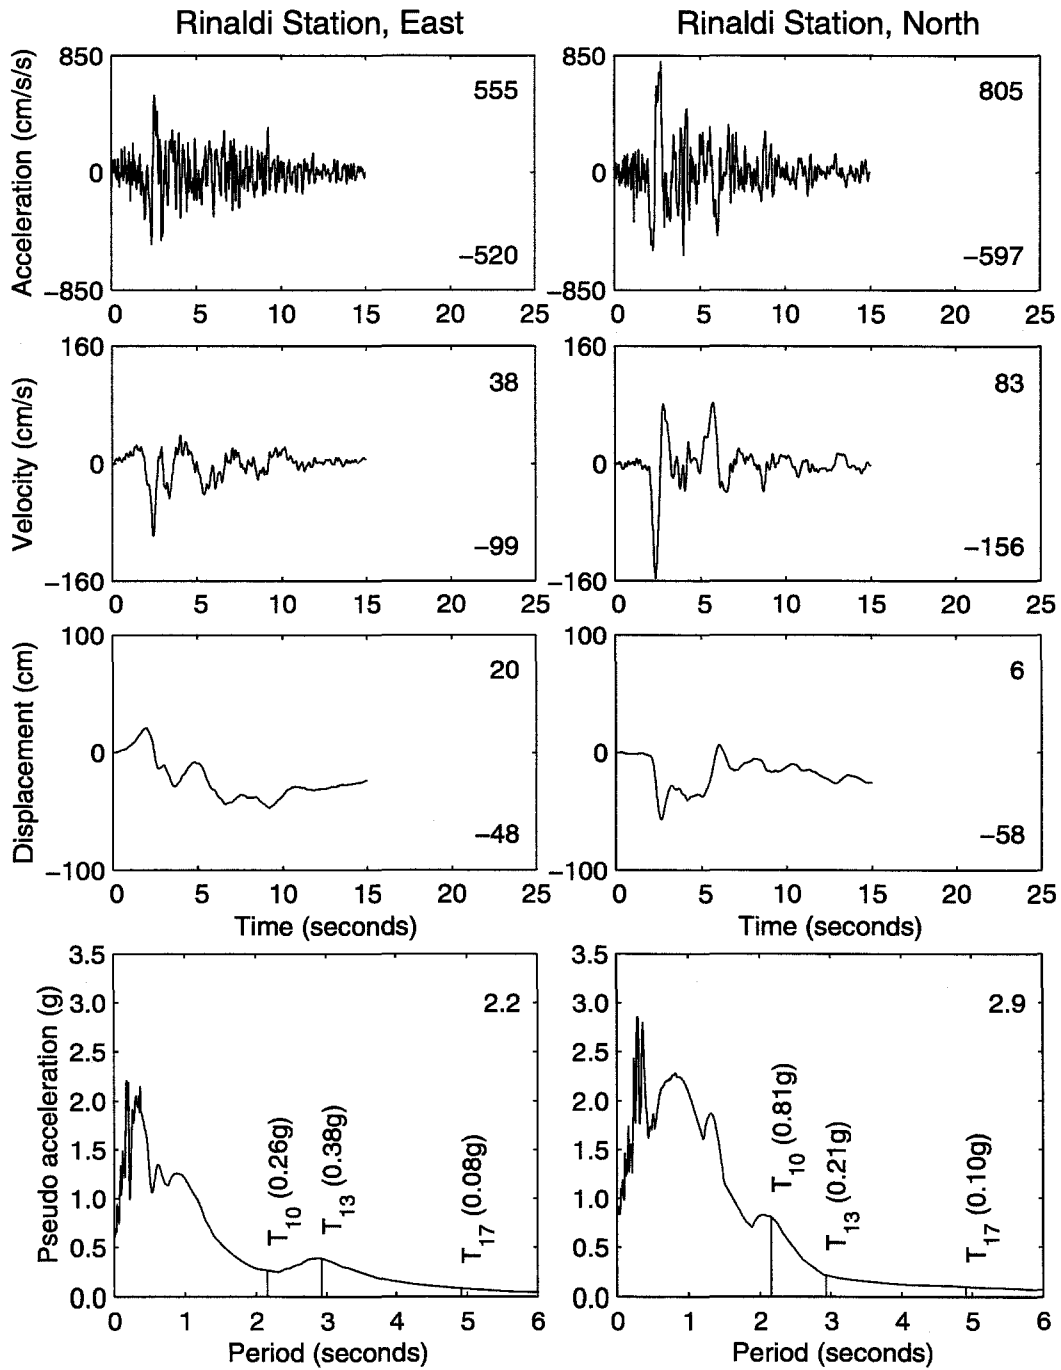 Rinaldi Station, East
Rinaldi Station, North
Acceleration (cm/s/s)
850
0
−850
555
−520
0 5 10 15 20 25
850
0
−850
805
−597
0 5 10 15 20 25
Velocity (cm/s)
160
0
−160
38
−99
0 5 10 15 20 25
160
0
−160
83
−156
0 5 10 15 20 25
Displacement (cm)
100
0
−100
20
−48
0 5 10 15 20 25
Time (seconds)
100
0
−100
6
−58
0 5 10 15 20 25
Time (seconds)
Pseudo acceleration (g)
3.5
3.0
2.5
2.0
1.5
1.0
0.5
0.0
2.2
T10 (0.26g)
T13 (0.38g)
T17 (0.08g)
0 1 2 3 4 5 6
Period (seconds)
3.5
3.0
2.5
2.0
1.5
1.0
0.5
0.0
2.9
T10 (0.81g)
T13 (0.21g)
T17 (0.10g)
0 1 2 3 4 5 6
Period (seconds)